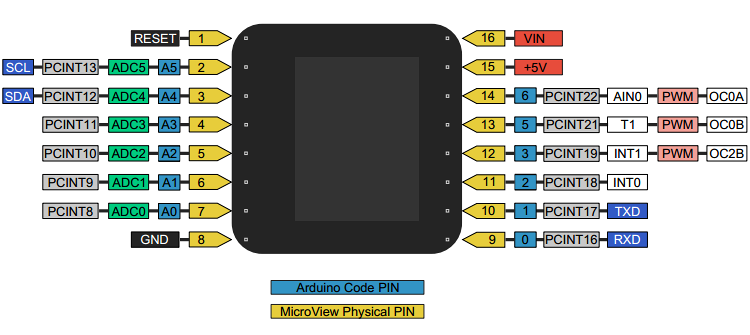 RESET 1 16 VIN
SCL PCINT13 ADC5 A5 2 15 +5V
SDA PCINT12 ADC4 A4 3 14 6 PCINT22 AIN0 PWM OC0A
PCINT11 ADC3 A3 4 13 5 PCINT21 T1 PWM OC0B
PCINT10 ADC2 A2 5 12 3 PCINT19 INT1 PWM OC2B
PCINT9 ADC1 A1 6 11 2 PCINT18 INT0
PCINT8 ADC0 A0 7 10 1 PCINT17 TXD
GND 8 9 0 PCINT16 RXD
Arduino Code PIN
MicroView Physical PIN